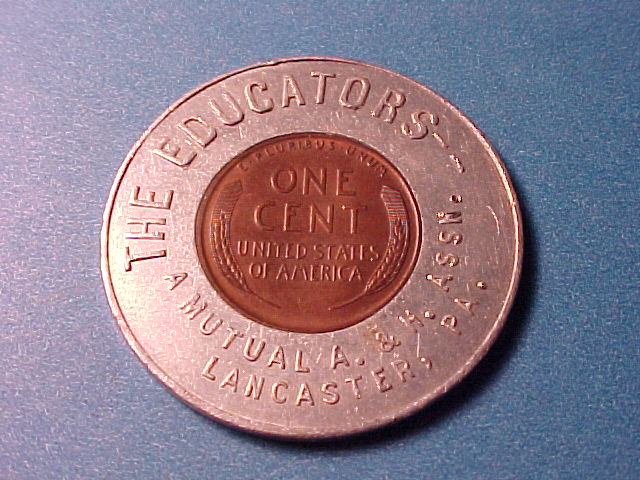 THE EDUCATORS--
A MUTUAL A. & H. ASSN.
LANCASTER, PA.
E·PLURIBUS·UNUM
ONE
CENT
UNITED STATES
OF AMERICA